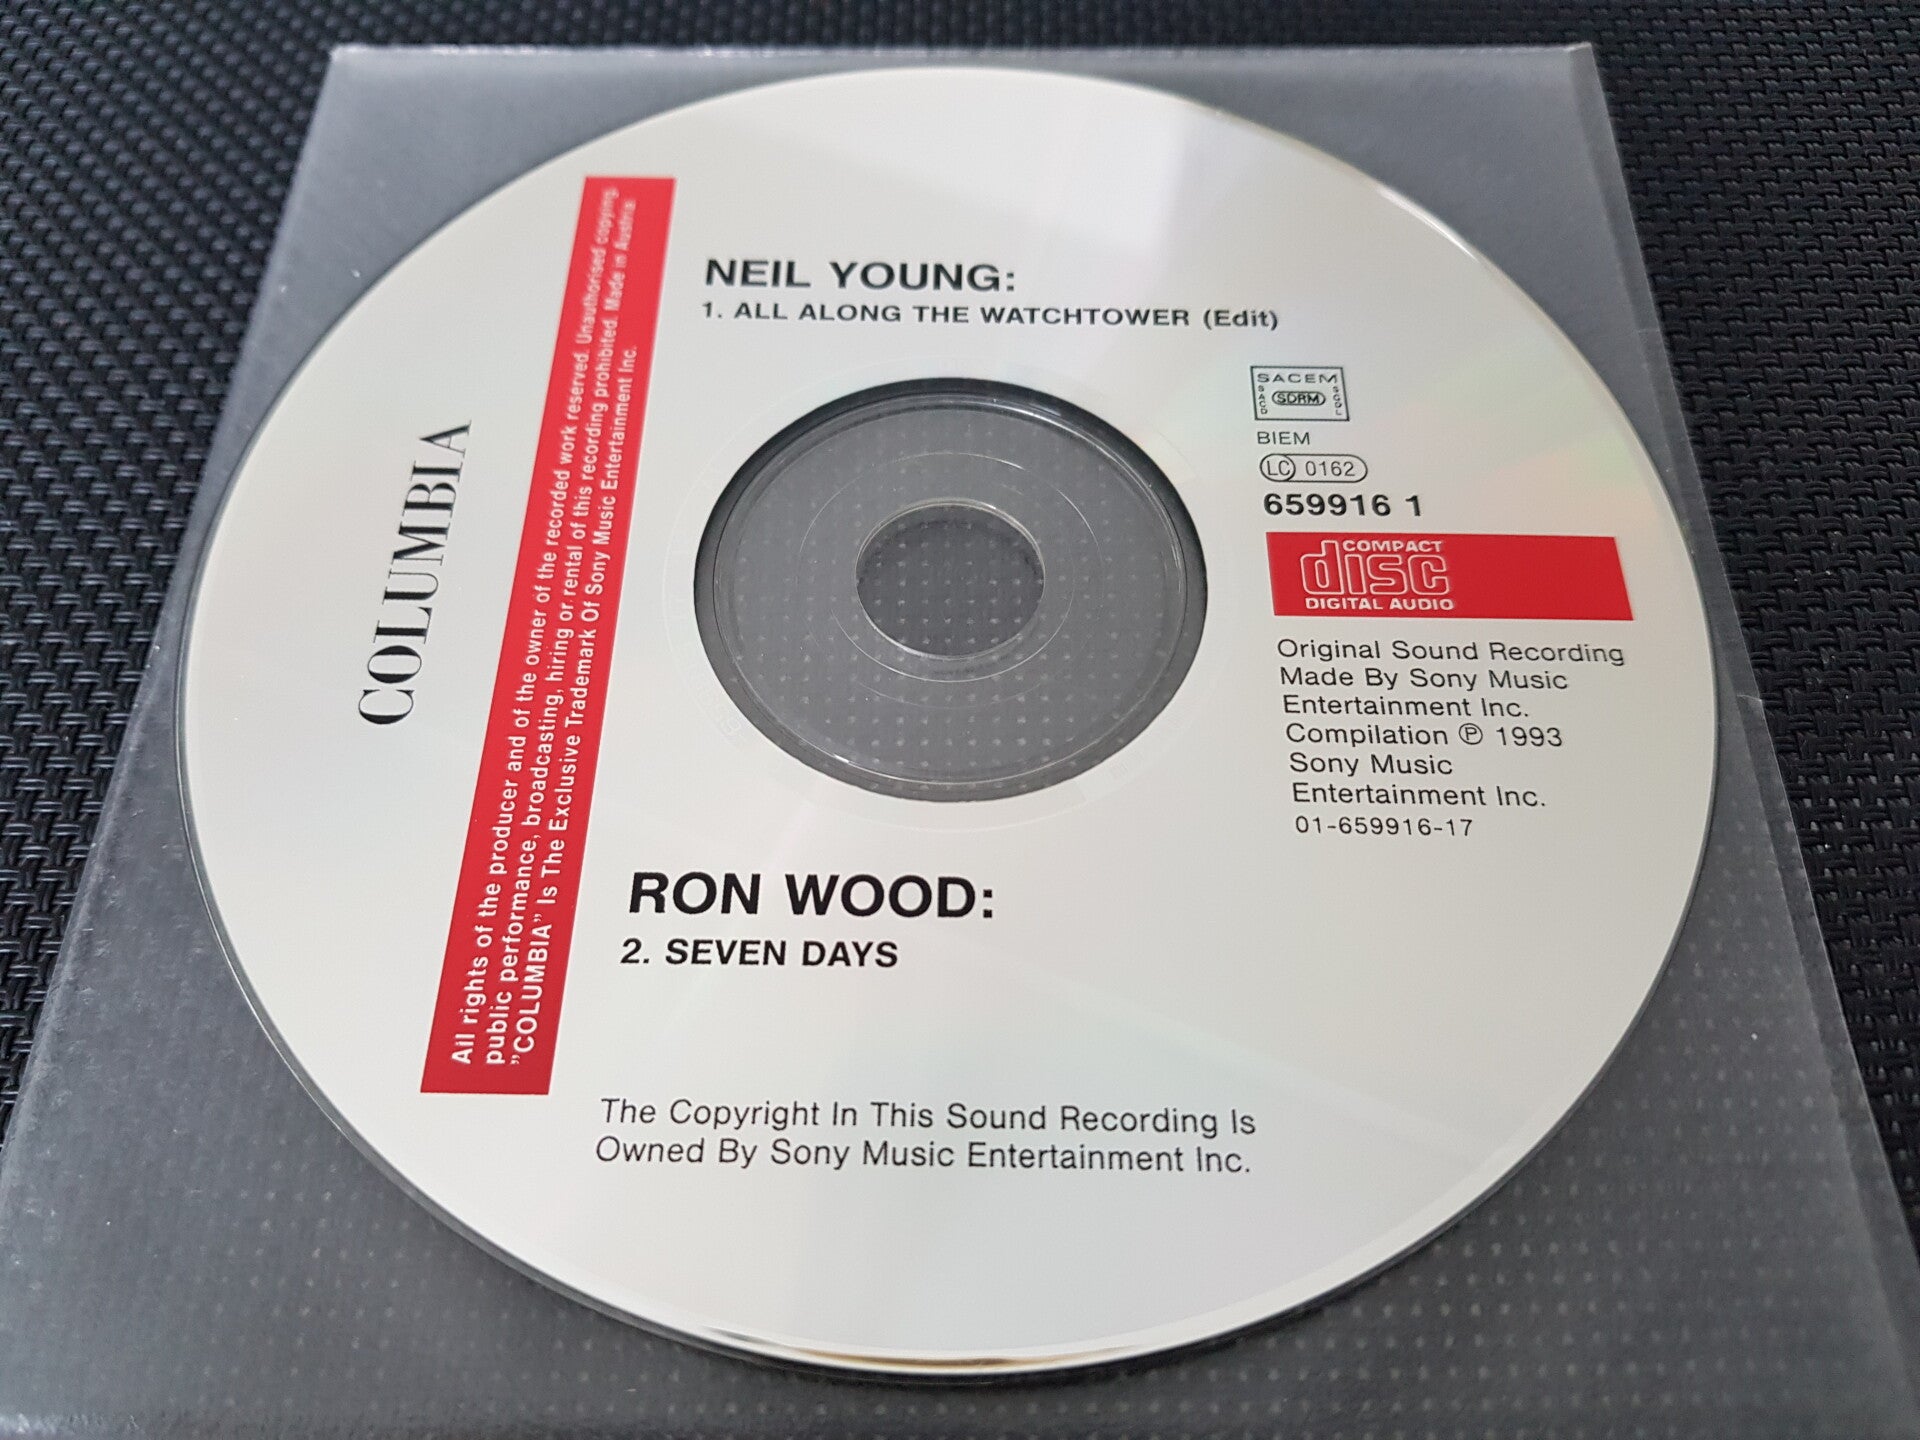 NEIL YOUNG:
1. ALL ALONG THE WATCHTOWER (Edit)
SACEM
SACD
SDRM
SGDL
BIEM
LC 0162
659916 1
COMPACT
disc
DIGITAL AUDIO
Original Sound Recording
Made By Sony Music
Entertainment Inc.
Compilation ℗ 1993
Sony Music
Entertainment Inc.
01-659916-17
COLUMBIA
All rights of the producer and of the owner of the recorded work reserved. Unauthorised copying,
public performance, broadcasting, hiring or rental of this recording prohibited. Made in Austria
"COLUMBIA" Is The Exclusive Trademark Of Sony Music Entertainment Inc.
RON WOOD:
2. SEVEN DAYS
The Copyright In This Sound Recording Is
Owned By Sony Music Entertainment Inc.